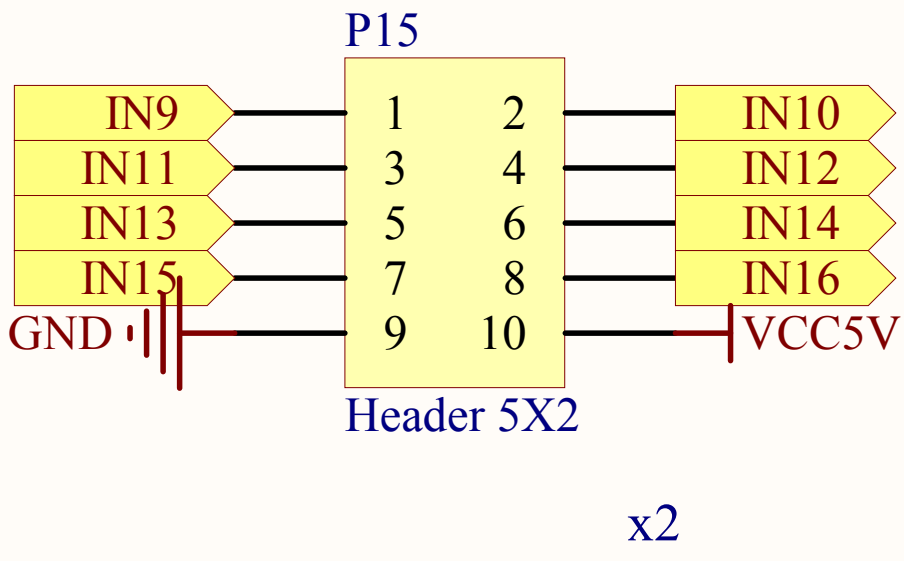 P15
IN9 1 2 IN10
IN11 3 4 IN12
IN13 5 6 IN14
IN15 7 8 IN16
GND 9 10 VCC5V
Header 5X2
x2